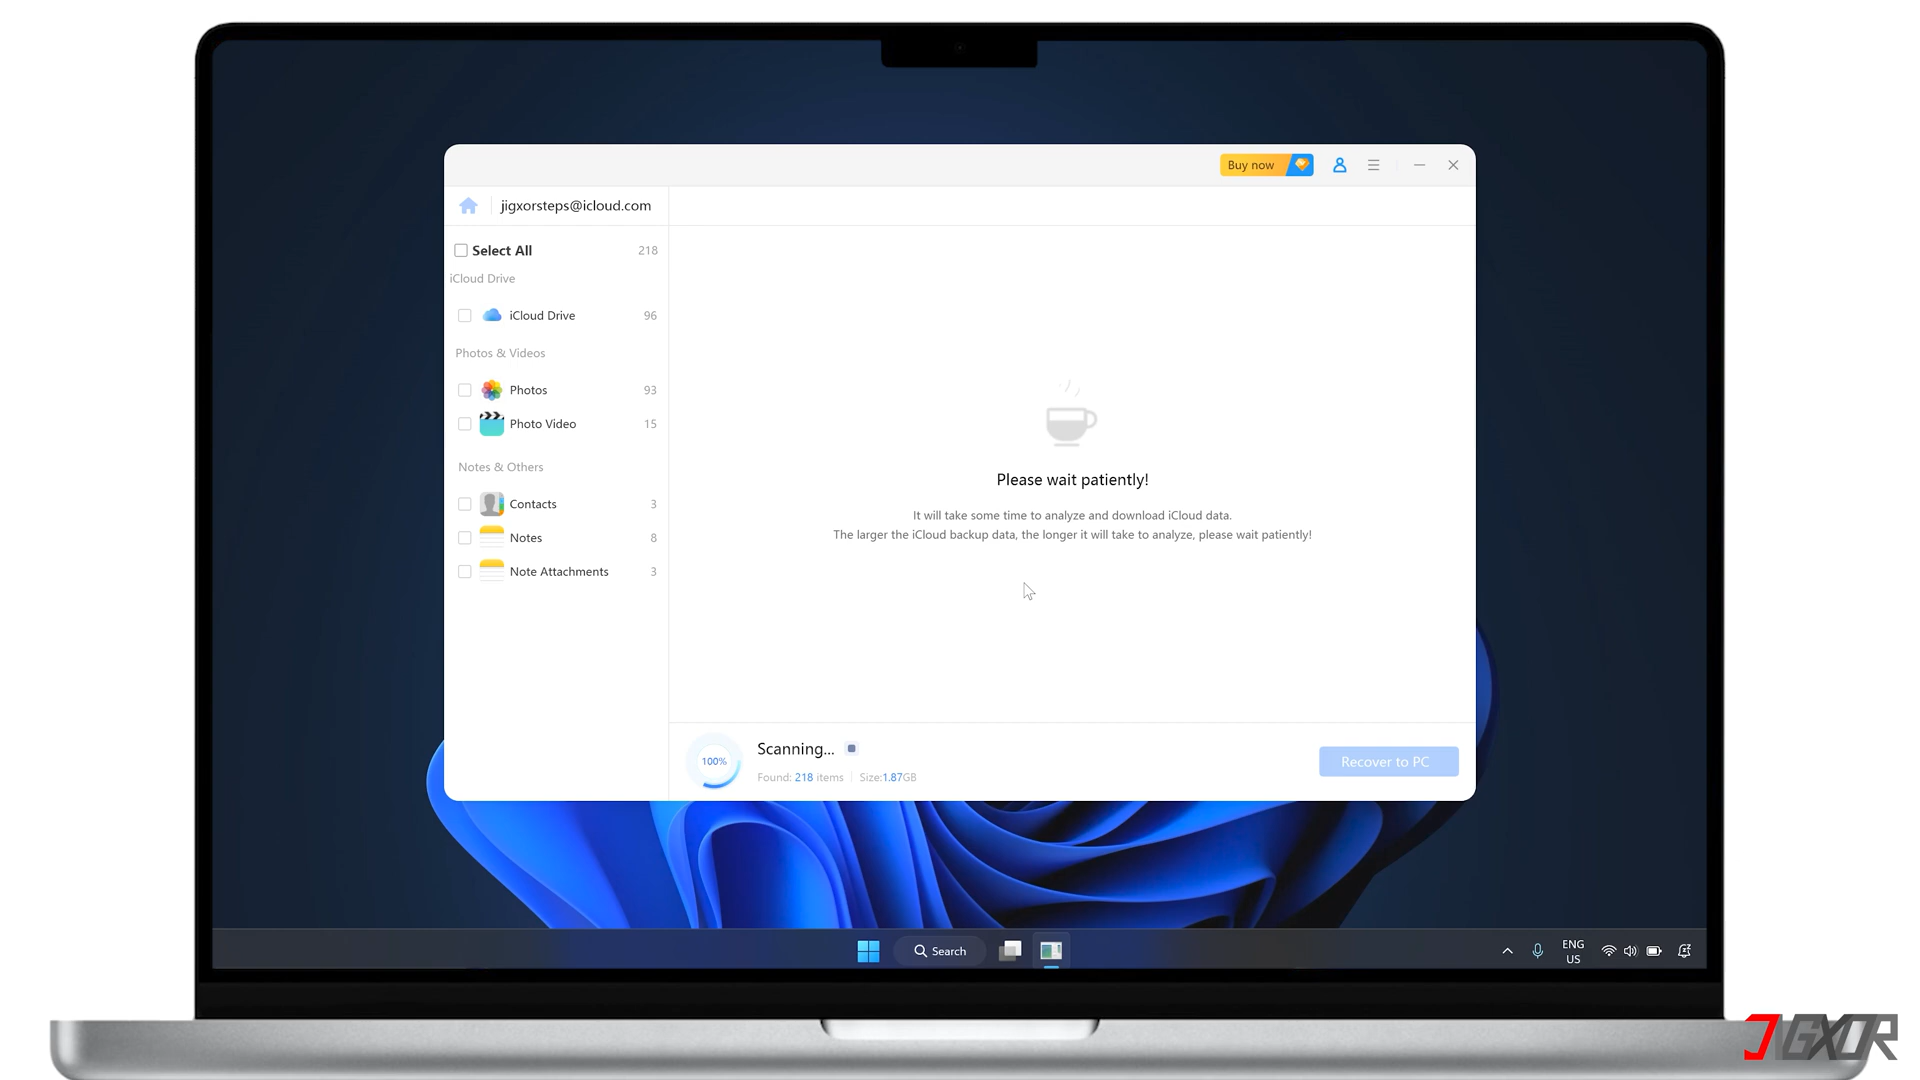 Buy now
jigxorsteps@icloud.com
Select All 218
iCloud Drive
iCloud Drive 96
Photos & Videos
Photos 93
Photo Video 15
Notes & Others
Contacts 3
Notes 8
Note Attachments 3
Please wait patiently!
It will take some time to analyze and download iCloud data.
The larger the iCloud backup data, the longer it will take to analyze, please wait patiently!
100%
Scanning...
Found: 218 items Size:1.87GB
Recover to PC
Search
ENG
US
JIGXOR